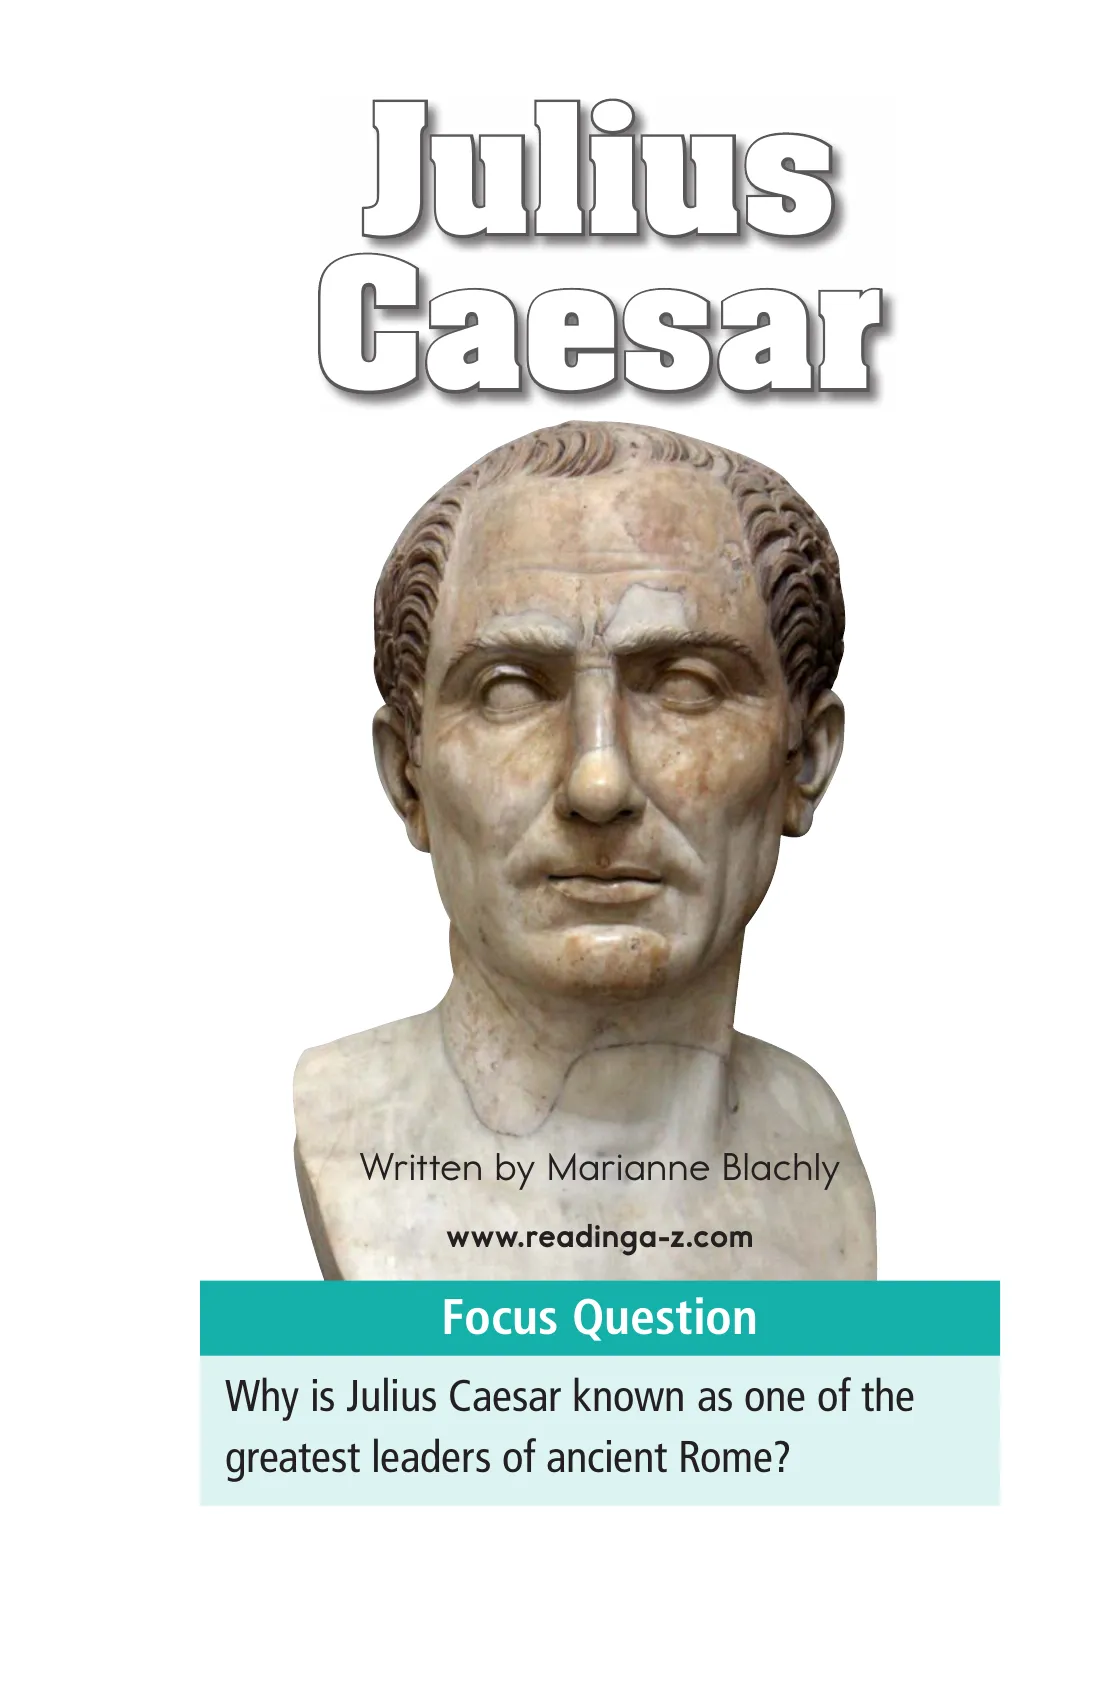 Julius
Caesar
Written by Marianne Blachly
www.readinga-z.com
Focus Question
Why is Julius Caesar known as one of the
greatest leaders of ancient Rome?